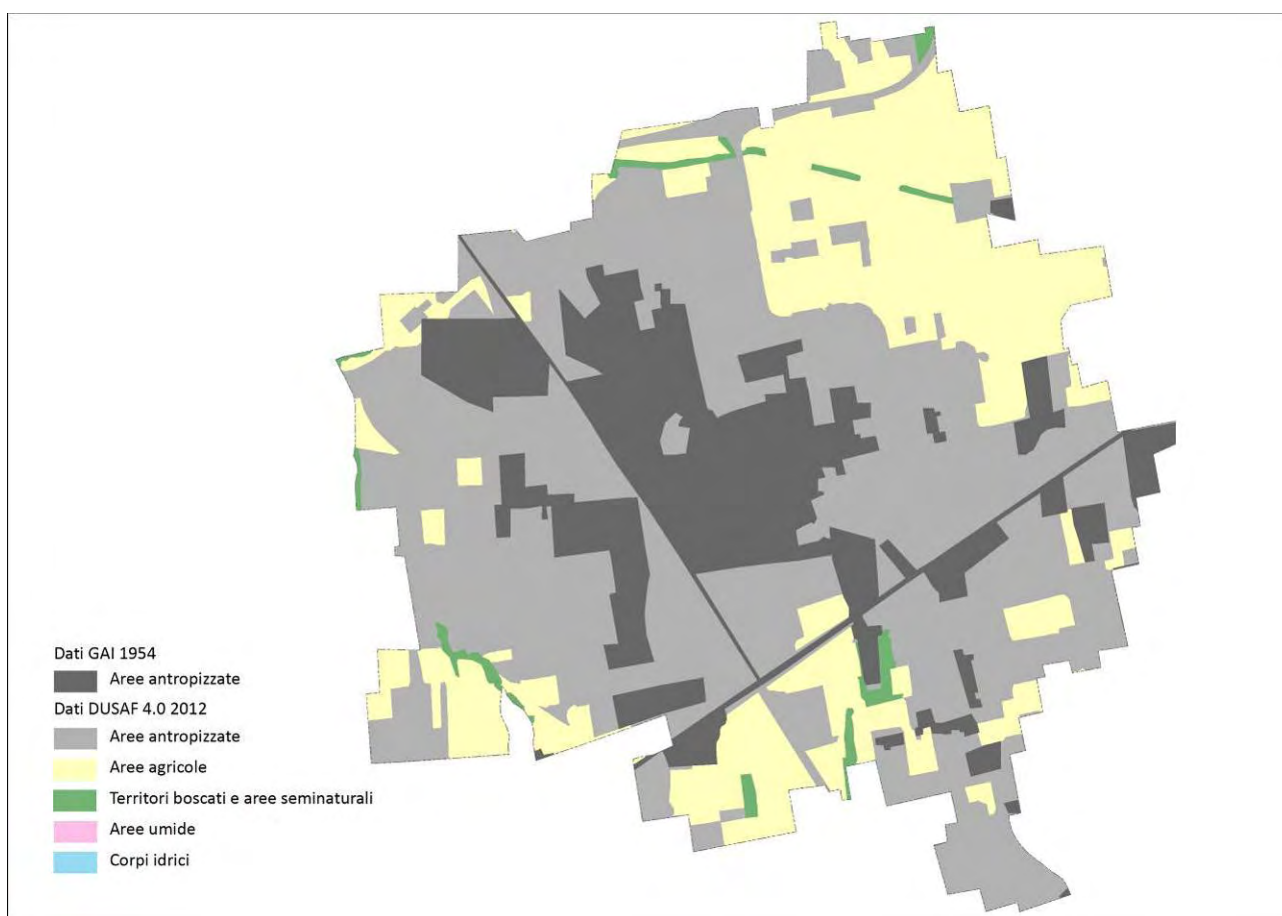 Dati GAI 1954
Aree antropizzate
Dati DUSAF 4.0 2012
Aree antropizzate
Aree agricole
Territori boscati e aree seminaturali
Aree umide
Corpi idrici